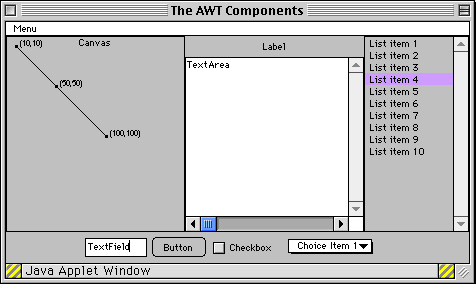 The AWT Components
Menu
Canvas
(10,10)
(50,50)
(100,100)
Label
TextArea
List item 1
List item 2
List item 3
List item 4
List item 5
List item 6
List item 7
List item 8
List item 9
List item 10
TextField
Button
Checkbox
Choice Item 1
Java Applet Window